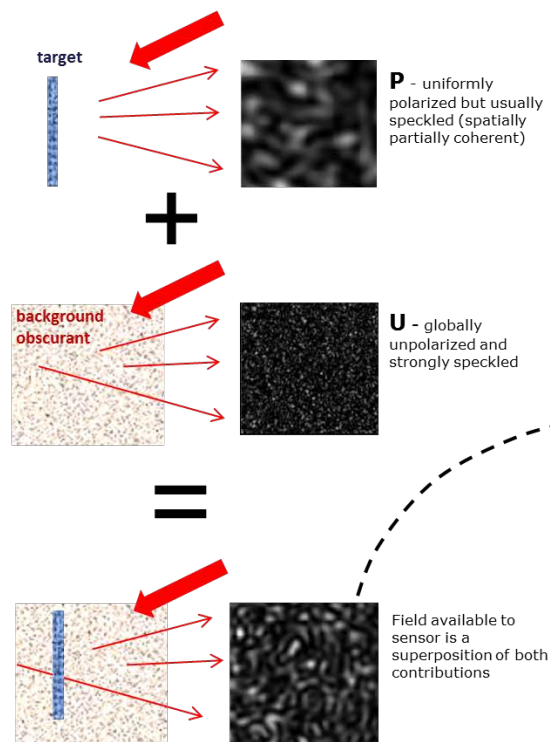 target
P - uniformly
polarized but usually
speckled (spatially
partially coherent)
+
background
obscurant
U - globally
unpolarized and
strongly speckled
=
Field available to
sensor is a
superposition of both
contributions